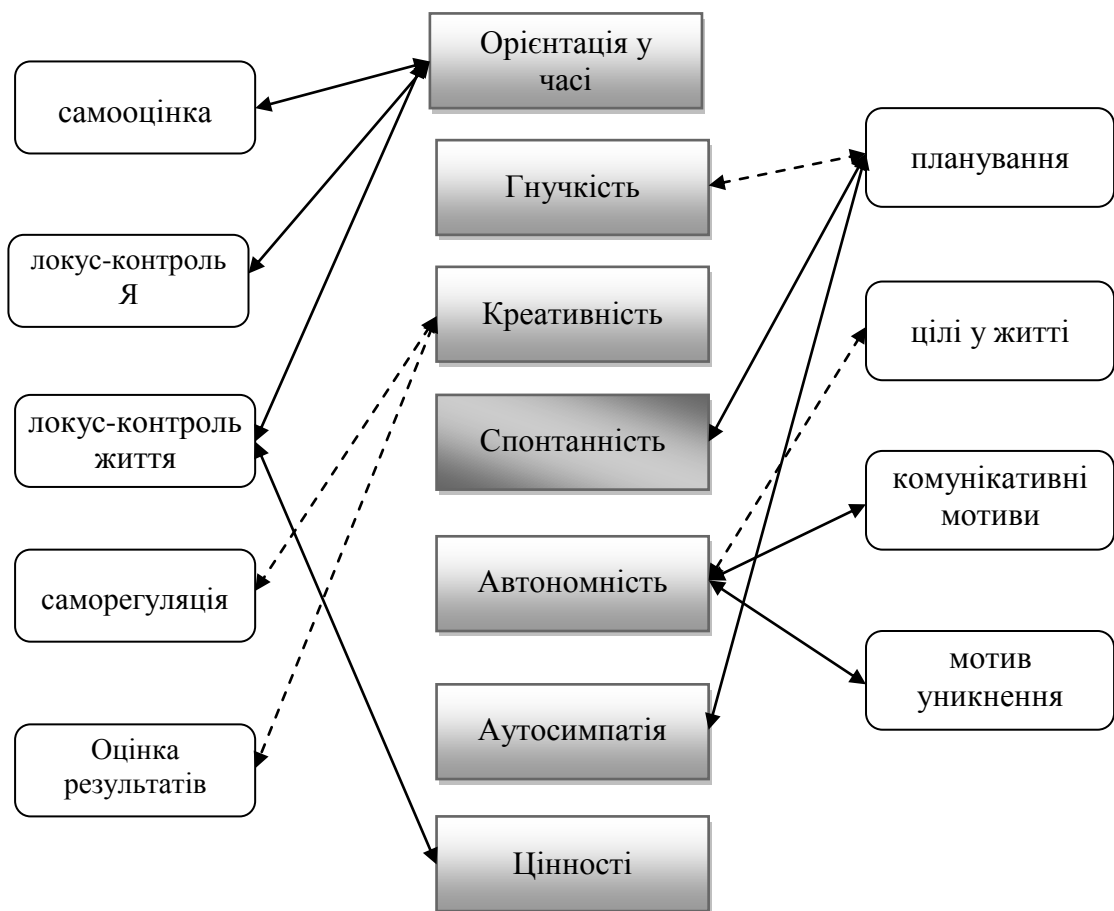 Орієнтація у
часі
самооцінка
Гнучкість
планування
локус-контроль
Я
Креативність
цілі у житті
локус-контроль
життя
Спонтанність
комунікативні
мотиви
саморегуляція
Автономність
мотив
уникнення
Аутосимпатія
Оцінка
результатів
Цінності